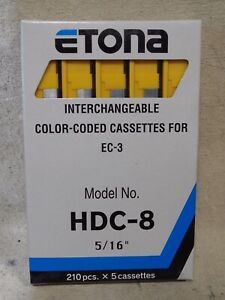 ETONA
INTERCHANGEABLE
COLOR-CODED CASSETTES FOR
EC-3
Model No.
HDC-8
5/16"
210 pcs. × 5 cassettes